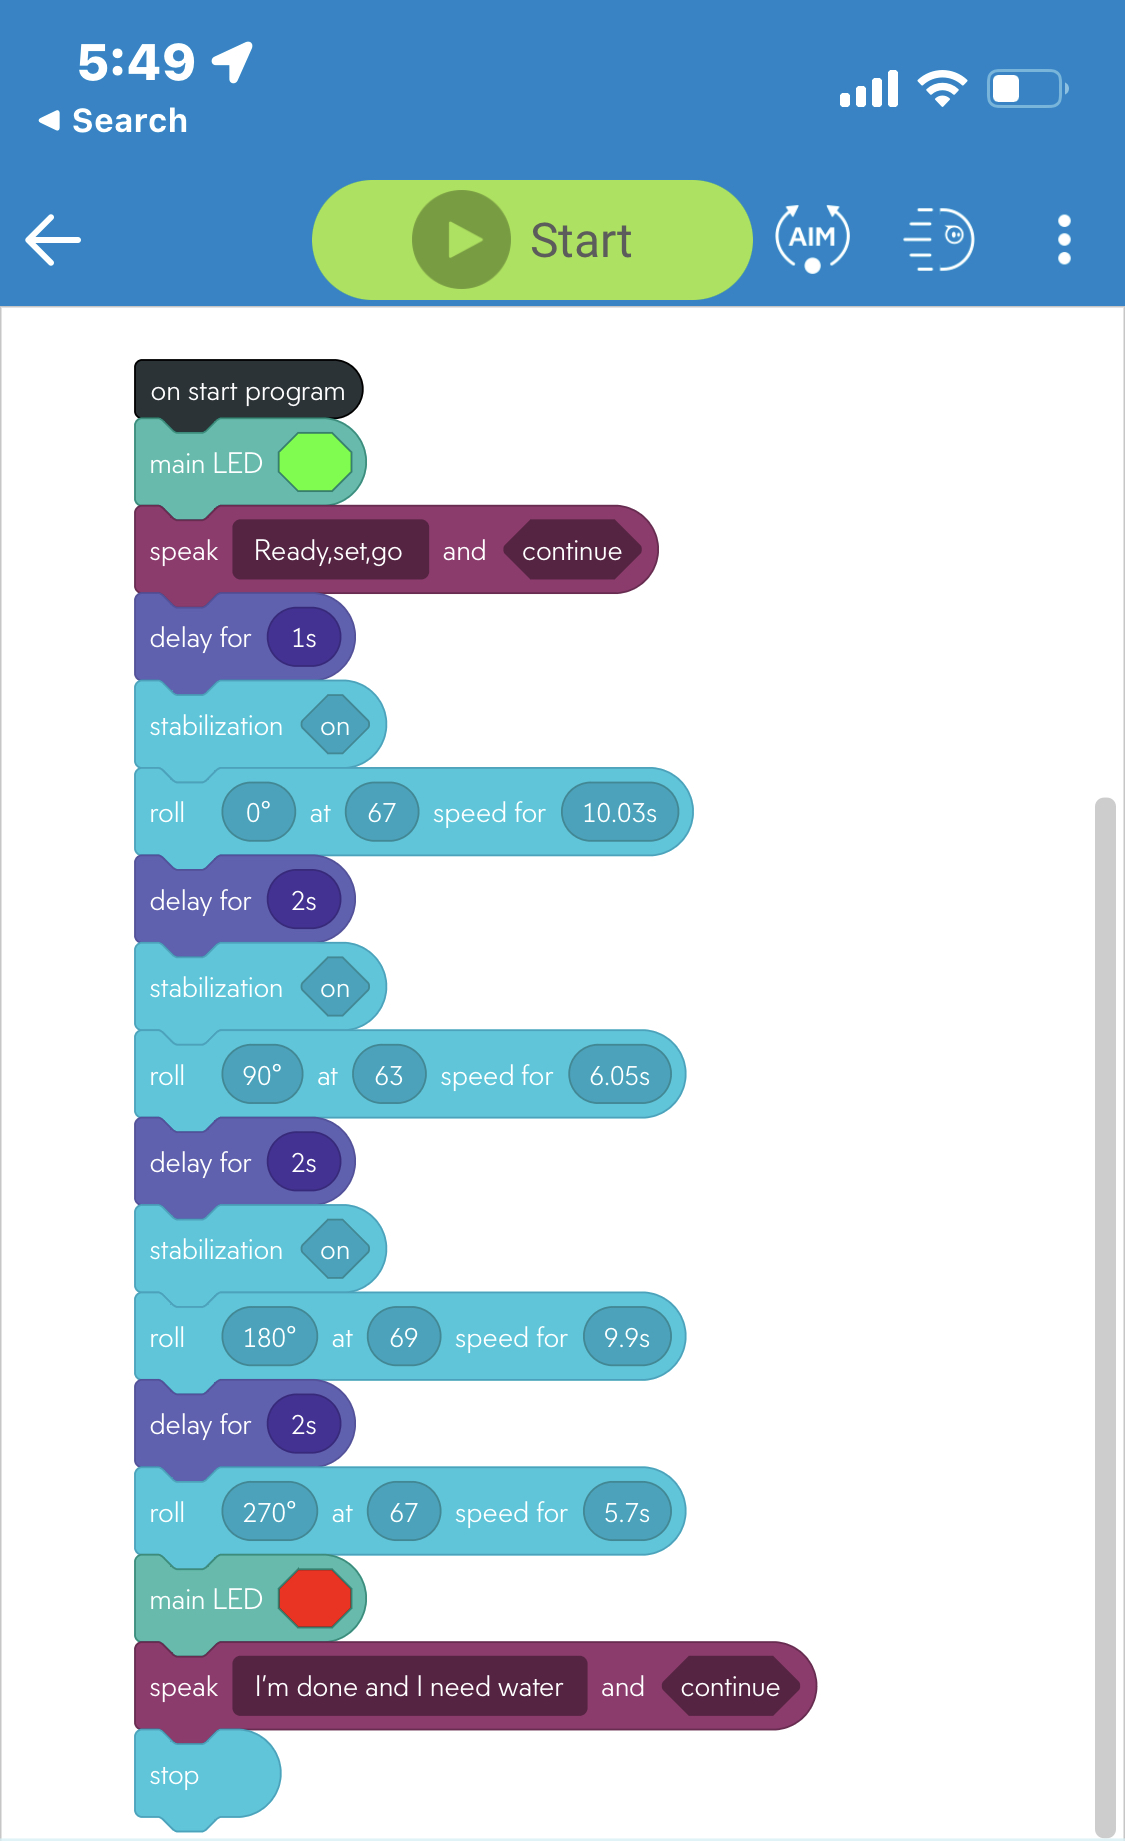 5:49
Search
Start
AIM
on start program
main LED
speak Ready,set,go and continue
delay for 1s
stabilization on
roll 0° at 67 speed for 10.03s
delay for 2s
stabilization on
roll 90° at 63 speed for 6.05s
delay for 2s
stabilization on
roll 180° at 69 speed for 9.9s
delay for 2s
roll 270° at 67 speed for 5.7s
main LED
speak I'm done and I need water and continue
stop